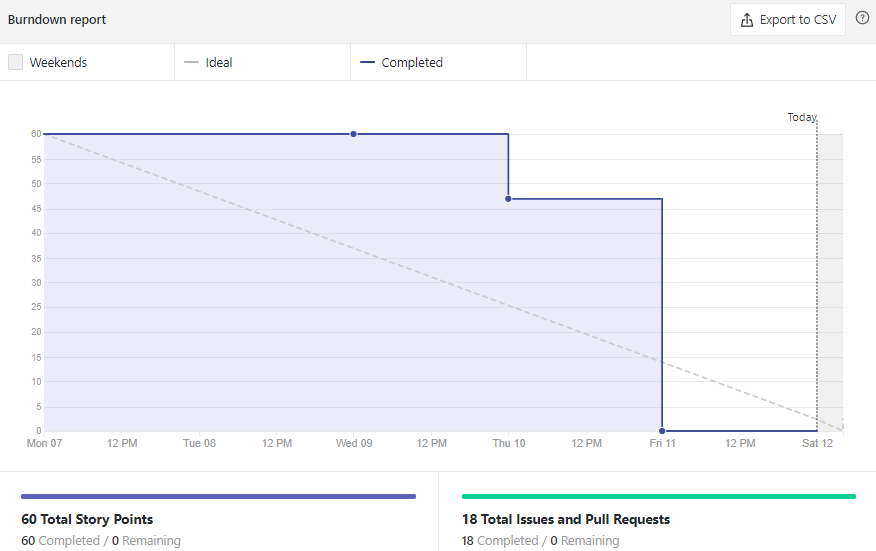 Burndown report
Export to CSV
?
Weekends
Ideal
Completed
Today
60
55
50
45
40
35
30
25
20
15
10
5
0
Mon 07 12 PM Tue 08 12 PM Wed 09 12 PM Thu 10 12 PM Fri 11 12 PM Sat 12
60 Total Story Points
60 Completed / 0 Remaining
18 Total Issues and Pull Requests
18 Completed / 0 Remaining